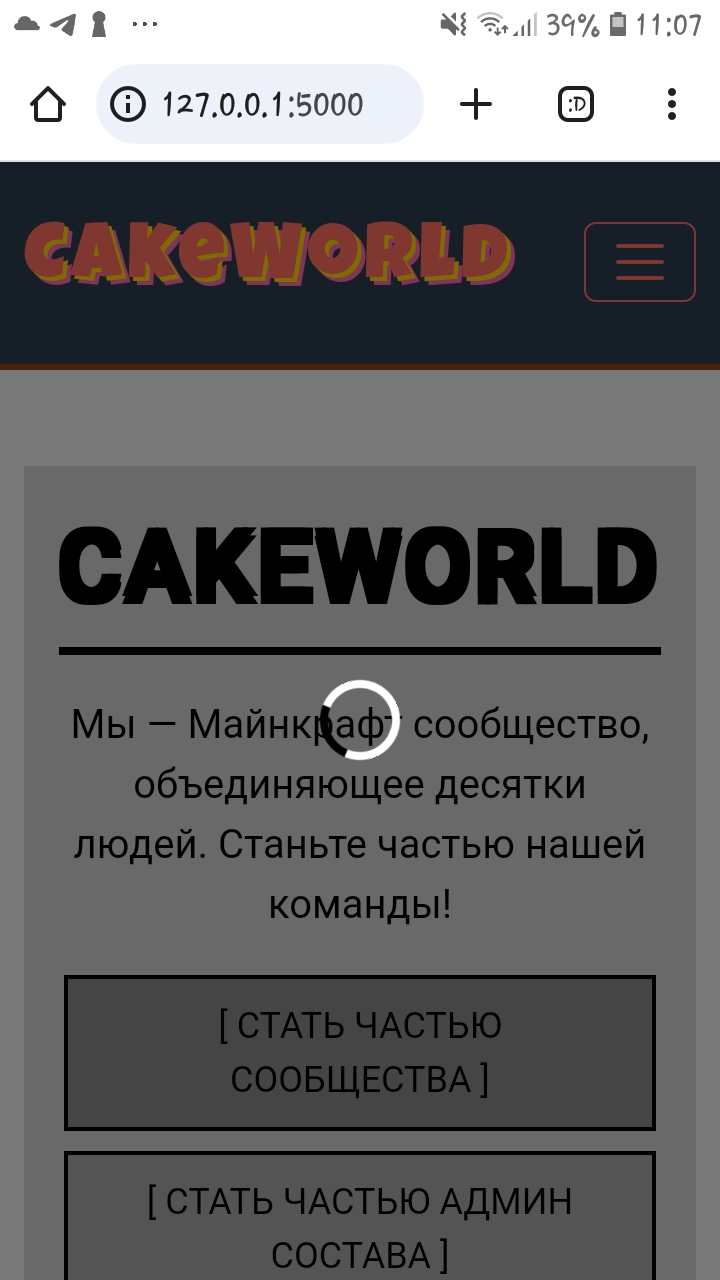 39% 11:07
127.0.0.1:5000 :D
CAKeWORLD
CAKEWORLD
Мы — Майнкрафт сообщество,
объединяющее десятки
людей. Станьте частью нашей
команды!
[ СТАТЬ ЧАСТЬЮ
СООБЩЕСТВА ]
[ СТАТЬ ЧАСТЬЮ АДМИН
СОСТАВА ]